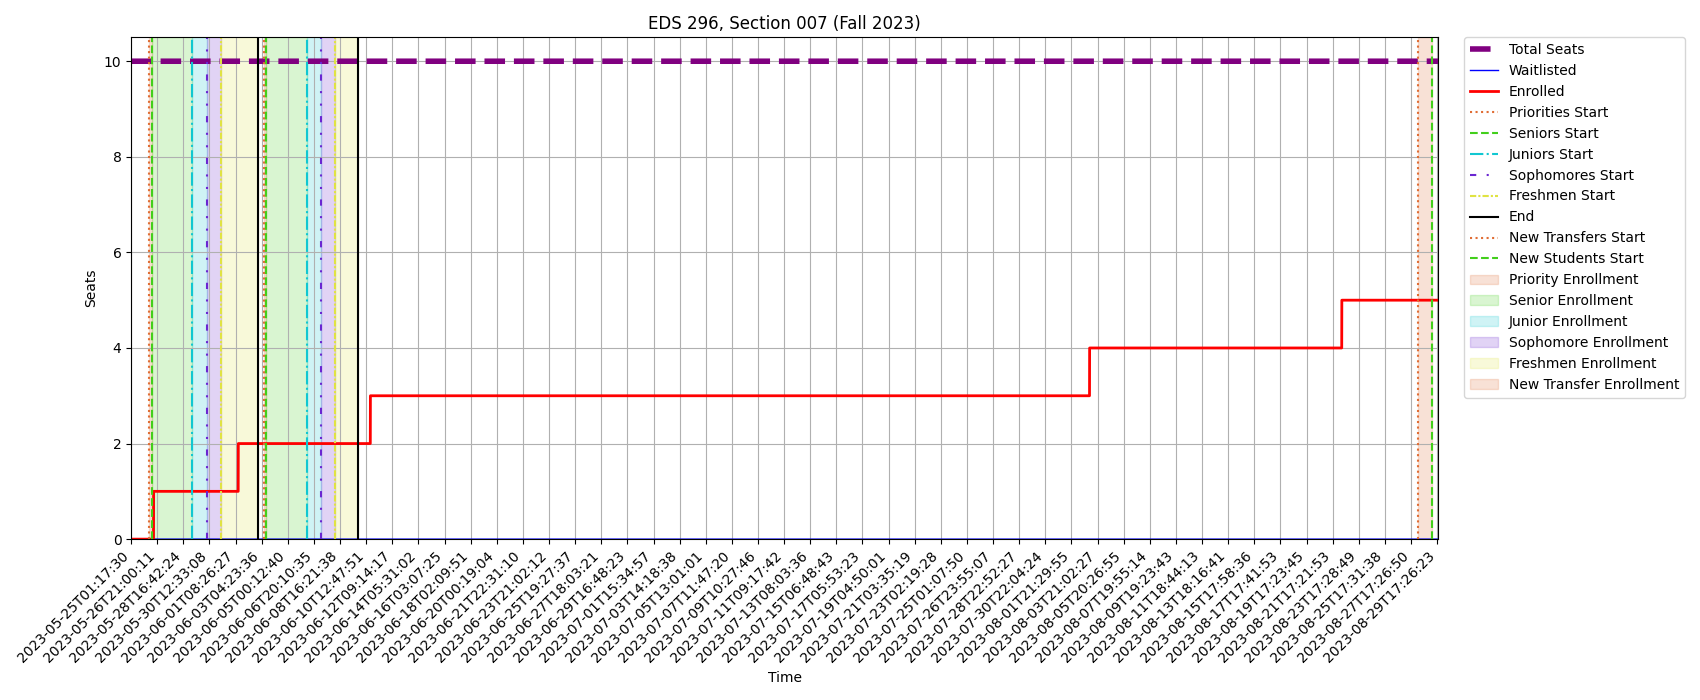 EDS 296, Section 007 (Fall 2023)
Seats
10
8
6
4
2
0
2023-05-25T01:17:30
2023-05-26T21:00:11
2023-05-28T16:42:24
2023-05-30T12:33:08
2023-06-01T08:26:27
2023-06-03T04:23:36
2023-06-05T00:12:40
2023-06-06T20:10:35
2023-06-08T16:21:38
2023-06-10T12:47:51
2023-06-12T09:14:17
2023-06-14T05:31:02
2023-06-16T03:07:25
2023-06-18T02:09:51
2023-06-20T00:19:04
2023-06-21T22:31:10
2023-06-23T21:02:12
2023-06-25T19:27:37
2023-06-27T18:03:21
2023-06-29T16:48:23
2023-07-01T15:34:57
2023-07-03T14:18:38
2023-07-05T13:01:01
2023-07-07T11:47:20
2023-07-09T10:27:46
2023-07-11T09:17:42
2023-07-13T08:03:36
2023-07-15T06:48:43
2023-07-17T05:53:23
2023-07-19T04:50:01
2023-07-21T03:35:19
2023-07-23T02:19:28
2023-07-25T01:07:50
2023-07-26T23:55:07
2023-07-28T22:52:27
2023-07-30T22:04:24
2023-08-01T21:29:55
2023-08-03T21:02:27
2023-08-05T20:26:55
2023-08-07T19:55:14
2023-08-09T19:23:43
2023-08-11T18:44:13
2023-08-13T18:16:41
2023-08-15T17:58:36
2023-08-17T17:41:53
2023-08-19T17:23:45
2023-08-21T17:21:53
2023-08-23T17:28:49
2023-08-25T17:31:38
2023-08-27T17:26:50
2023-08-29T17:26:23
Time
Total Seats
Waitlisted
Enrolled
Priorities Start
Seniors Start
Juniors Start
Sophomores Start
Freshmen Start
End
New Transfers Start
New Students Start
Priority Enrollment
Senior Enrollment
Junior Enrollment
Sophomore Enrollment
Freshmen Enrollment
New Transfer Enrollment